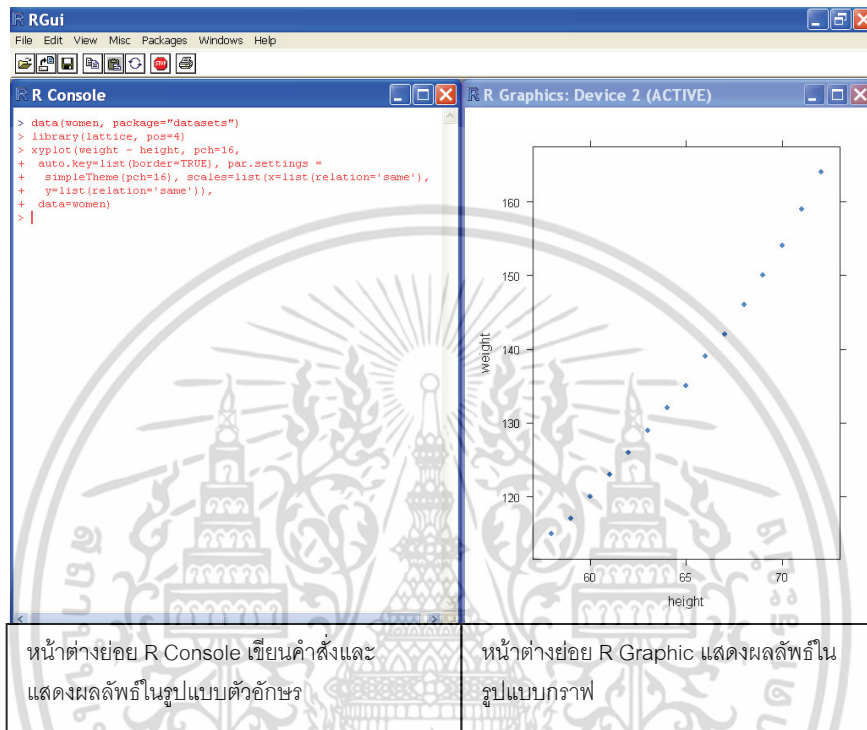 RGui
File Edit View Misc Packages Windows Help
STOP
R Console
> data(women, package="datasets")
> library(lattice, pos=4)
> xyplot(weight ~ height, pch=16,
+  auto.key=list(border=TRUE), par.settings =
+   simpleTheme(pch=16), scales=list(x=list(relation='same'),
+   y=list(relation='same')),
+  data=women)
>
R Graphics: Device 2 (ACTIVE)
160
150
140
130
120
weight
60 65 70
height
หน้าต่างย่อย R Console เขียนคำสั่งและ
แสดงผลลัพธ์ในรูปแบบตัวอักษร
หน้าต่างย่อย R Graphic แสดงผลลัพธ์ใน
รูปแบบกราฟ